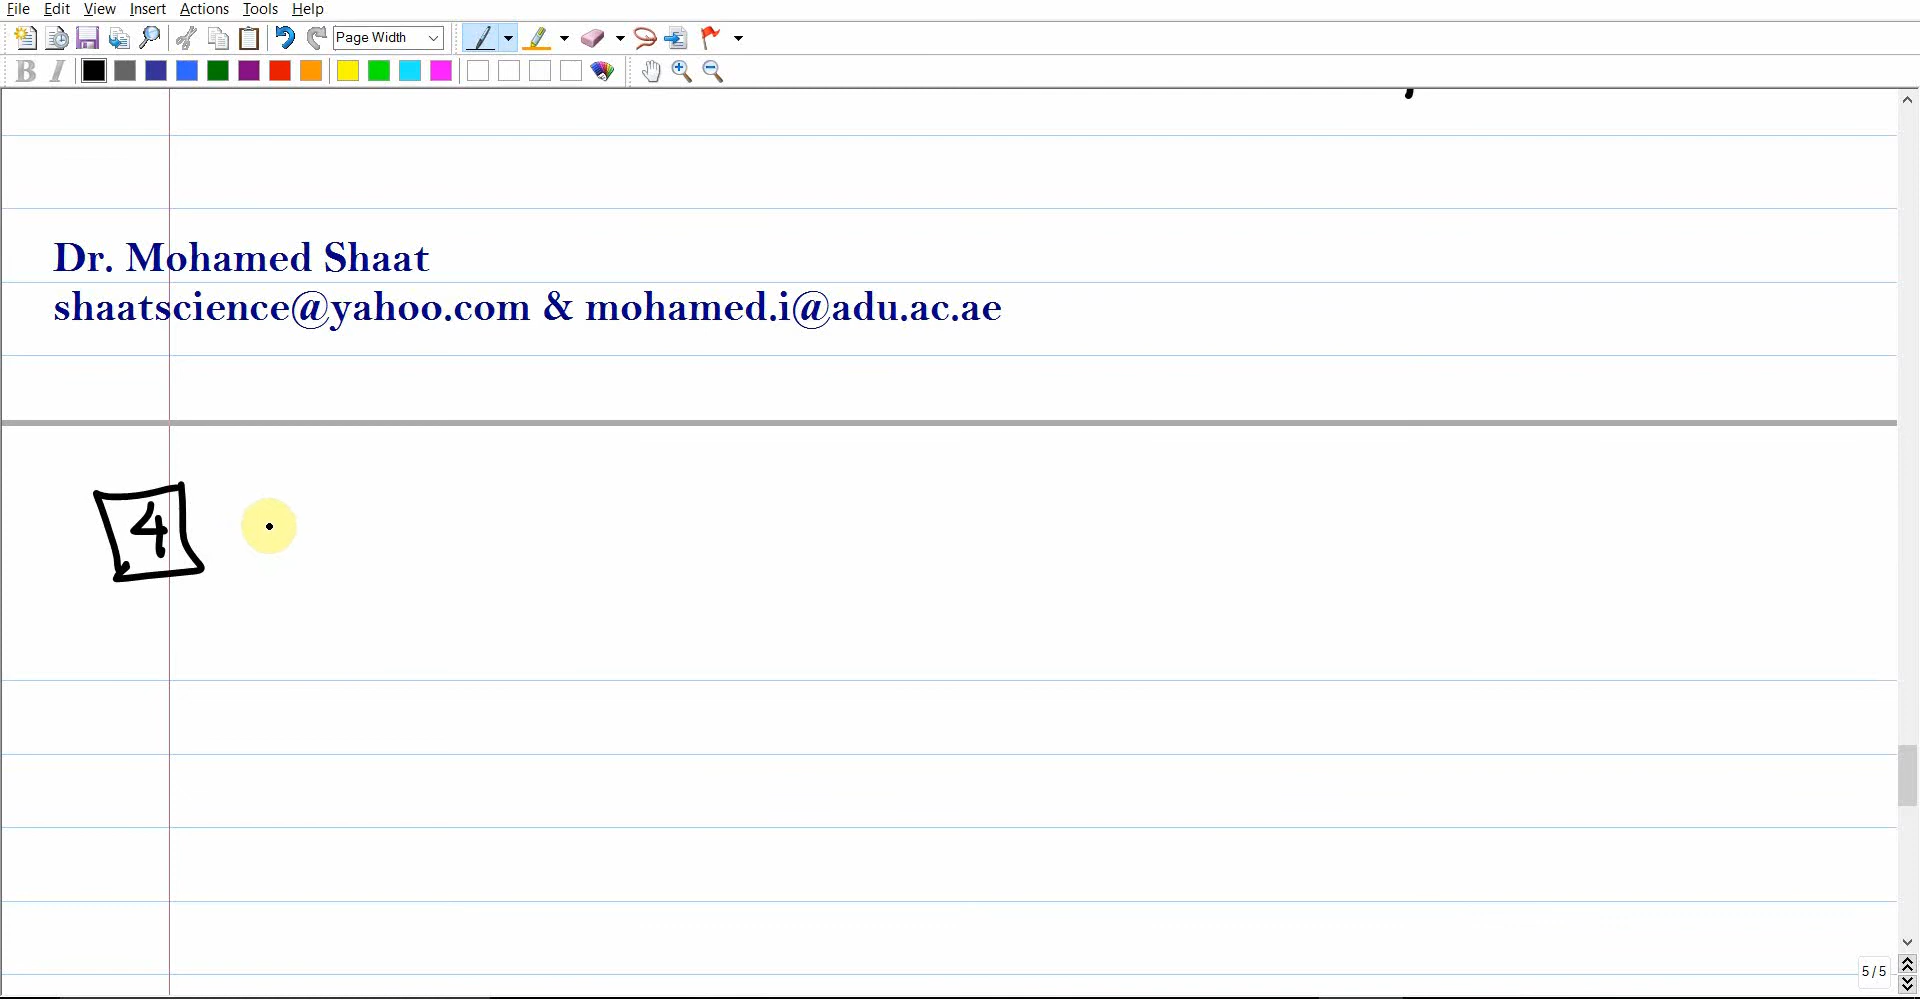 File Edit View Insert Actions Tools Help
Page Width
B I
Dr. Mohamed Shaat
shaatscience@yahoo.com & mohamed.i@adu.ac.ae
4
5/5